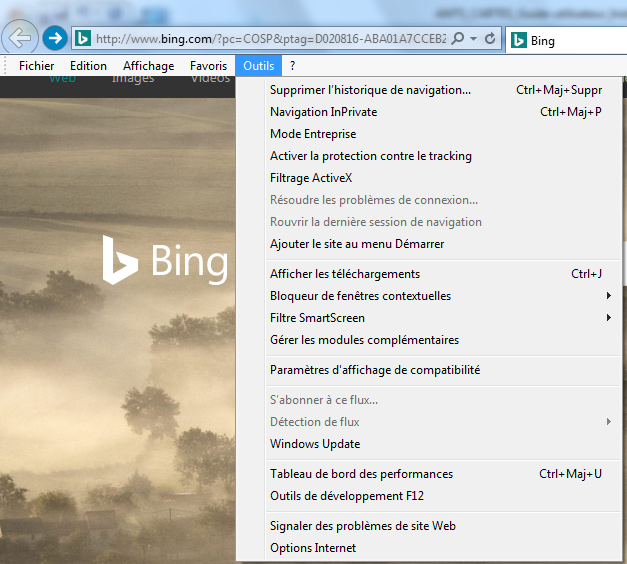 http://www.bing.com/?pc=COSP&ptag=D020816-ABA01A7CCEB2
Bing
Fichier Edition Affichage Favoris Outils ?
Web Images Vidéos
Supprimer l'historique de navigation... Ctrl+Maj+Suppr
Navigation InPrivate Ctrl+Maj+P
Mode Entreprise
Activer la protection contre le tracking
Filtrage ActiveX
Résoudre les problèmes de connexion...
Rouvrir la dernière session de navigation
Ajouter le site au menu Démarrer
Bing
Afficher les téléchargements Ctrl+J
Bloqueur de fenêtres contextuelles
Filtre SmartScreen
Gérer les modules complémentaires
Paramètres d'affichage de compatibilité
S'abonner à ce flux...
Détection de flux
Windows Update
Tableau de bord des performances Ctrl+Maj+U
Outils de développement F12
Signaler des problèmes de site Web
Options Internet